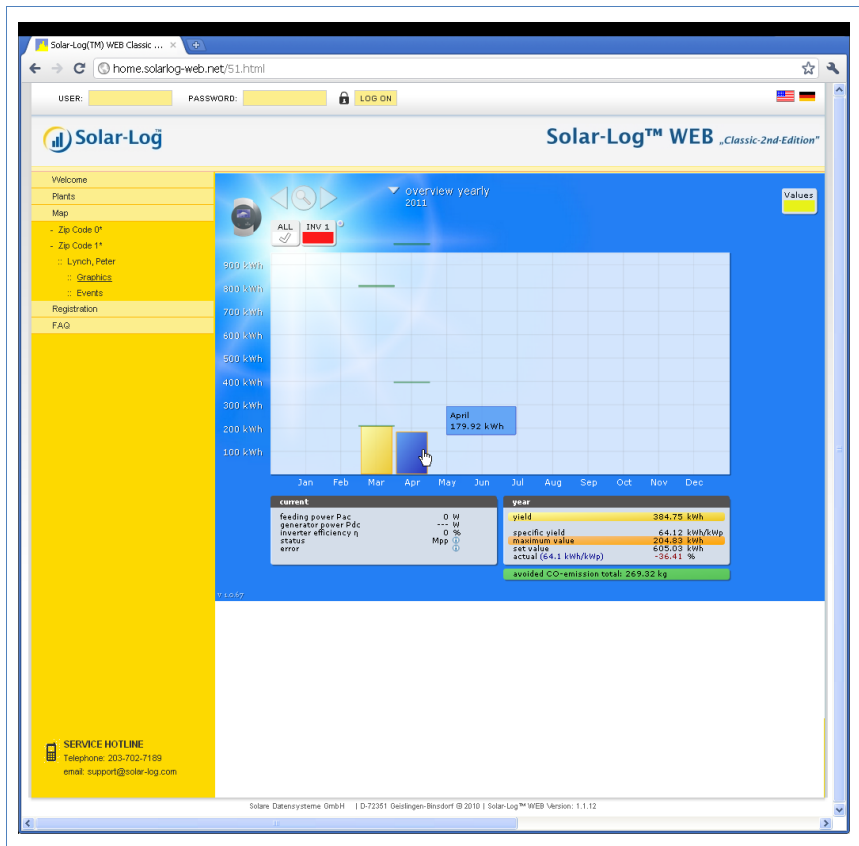 Solar-Log(TM) WEB Classic ...
home.solarlog-web.net/51.html
USER: PASSWORD: LOG ON
Solar-Log™
Solar-Log™ WEB „Classic-2nd-Edition"
Welcome
Plants
Map
- Zip Code 0*
- Zip Code 1*
:: Lynch, Peter
:: Graphics
:: Events
Registration
FAQ
overview yearly
2011
Values
ALL INV 1
900 kWh
800 kWh
700 kWh
600 kWh
500 kWh
400 kWh
300 kWh
200 kWh
100 kWh
April
179.92 kWh
Jan Feb Mar Apr May Jun Jul Aug Sep Oct Nov Dec
current
feeding power Pac 0 W
generator power Pdc --- W
inverter efficiency η 0 %
status Mpp
error
year
yield 384.75 kWh
specific yield 64.12 kWh/kWp
maximum value 204.83 kWh
set value 605.03 kWh
actual (64.1 kWh/kWp) -36.41 %
avoided CO-emission total: 269.32 kg
v 1.0.67
SERVICE HOTLINE
Telephone: 203-702-7189
email: support@solar-log.com
Solare Datensysteme GmbH | D-72351 Geislingen-Binsdorf © 2010 | Solar-Log™ WEB Version: 1.1.12